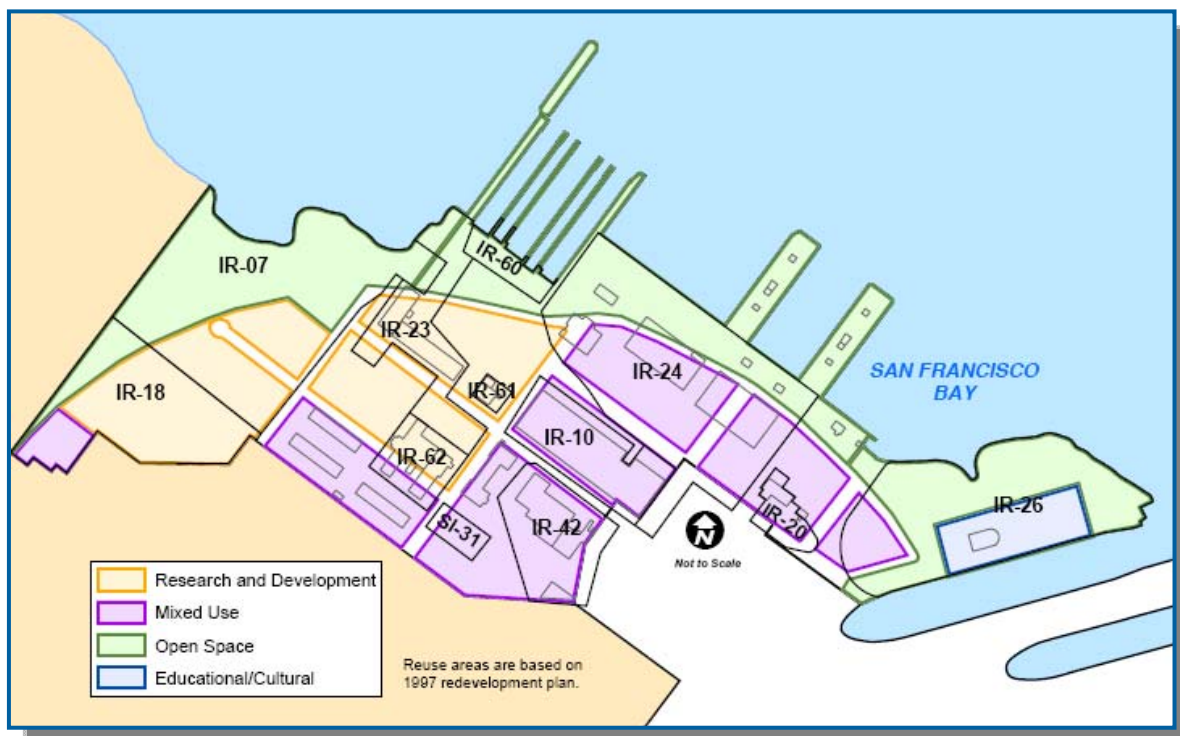 IR-07
IR-60
IR-23
IR-18
IR-61
IR-24
SAN FRANCISCO
BAY
IR-10
IR-62
SI-31
IR-42
IR-20
IR-26
N
Not to Scale
Research and Development
Mixed Use
Open Space
Educational/Cultural
Reuse areas are based on
1997 redevelopment plan.